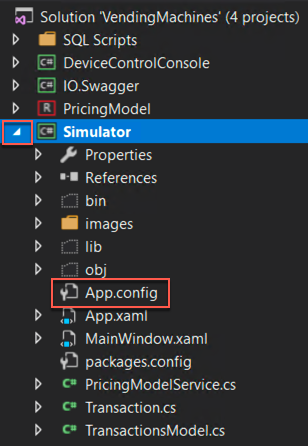 Solution 'VendingMachines' (4 projects)
SQL Scripts
C# DeviceControlConsole
C# IO.Swagger
R PricingModel
C# Simulator
Properties
References
bin
images
lib
obj
App.config
App.xaml
MainWindow.xaml
packages.config
C# PricingModelService.cs
C# Transaction.cs
C# TransactionsModel.cs